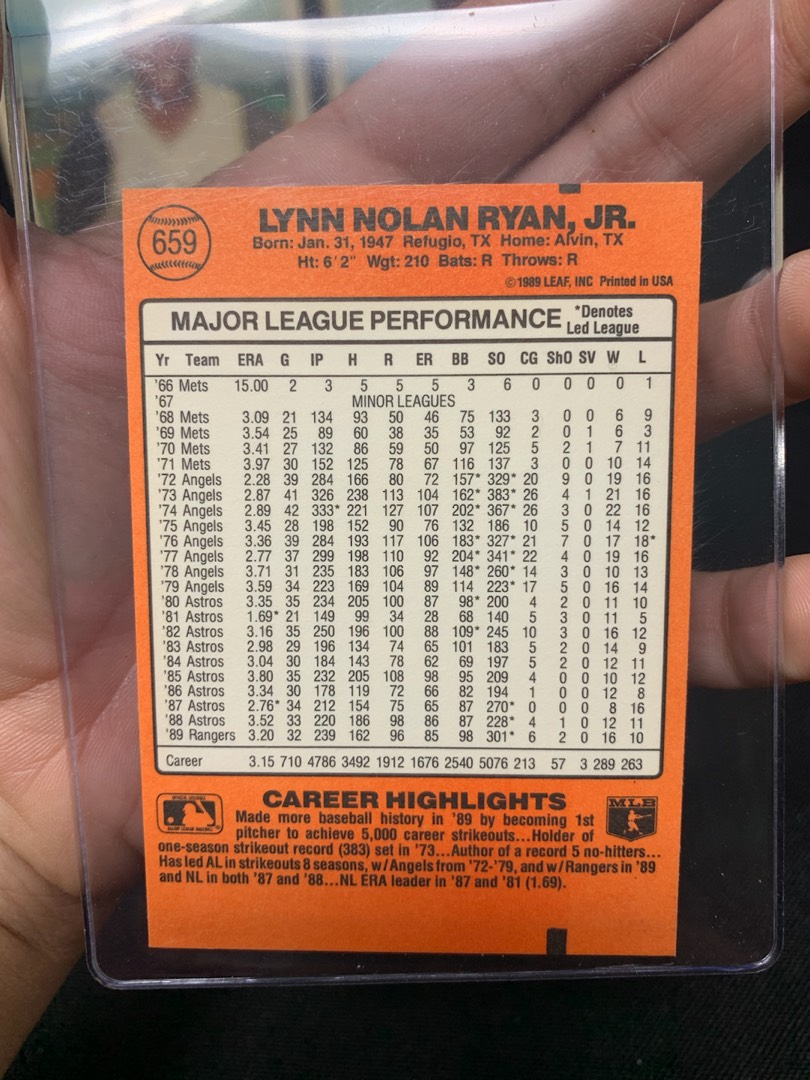 659
LYNN NOLAN RYAN, JR.
Born: Jan. 31, 1947 Refugio, TX Home: Alvin, TX
Ht: 6'2" Wgt: 210 Bats: R Throws: R
©1989 LEAF, INC Printed in USA
MAJOR LEAGUE PERFORMANCE *Denotes Led League
Yr Team ERA G IP H R ER BB SO CG ShO SV W L
'66 Mets 15.00 2 3 5 5 5 3 6 0 0 0 0 1
'67 MINOR LEAGUES
'68 Mets 3.09 21 134 93 50 46 75 133 3 0 0 6 9
'69 Mets 3.54 25 89 60 38 35 53 92 2 0 1 6 3
'70 Mets 3.41 27 132 86 59 50 97 125 5 2 1 7 11
'71 Mets 3.97 30 152 125 78 67 116 137 3 0 0 10 14
'72 Angels 2.28 39 284 166 80 72 157* 329* 20 9 0 19 16
'73 Angels 2.87 41 326 238 113 104 162* 383* 26 4 1 21 16
'74 Angels 2.89 42 333* 221 127 107 202* 367* 26 3 0 22 16
'75 Angels 3.45 28 198 152 90 76 132 186 10 5 0 14 12
'76 Angels 3.36 39 284 193 117 106 183* 327* 21 7 0 17 18*
'77 Angels 2.77 37 299 198 110 92 204* 341* 22 4 0 19 16
'78 Angels 3.71 31 235 183 106 97 148* 260* 14 3 0 10 13
'79 Angels 3.59 34 223 169 104 89 114 223* 17 5 0 16 14
'80 Astros 3.35 35 234 205 100 87 98* 200 4 2 0 11 10
'81 Astros 1.69* 21 149 99 34 28 68 140 5 3 0 11 5
'82 Astros 3.16 35 250 196 100 88 109* 245 10 3 0 16 12
'83 Astros 2.98 29 196 134 74 65 101 183 5 2 0 14 9
'84 Astros 3.04 30 184 143 78 62 69 197 5 2 0 12 11
'85 Astros 3.80 35 232 205 108 98 95 209 4 0 0 10 12
'86 Astros 3.34 30 178 119 72 66 82 194 1 0 0 12 8
'87 Astros 2.76* 34 212 154 75 65 87 270* 0 0 0 8 16
'88 Astros 3.52 33 220 186 98 86 87 228* 4 1 0 12 11
'89 Rangers 3.20 32 239 162 96 85 98 301* 6 2 0 16 10
Career 3.15 710 4786 3492 1912 1676 2540 5076 213 57 3 289 263
CAREER HIGHLIGHTS
MLB
Made more baseball history in '89 by becoming 1st
pitcher to achieve 5,000 career strikeouts...Holder of
one-season strikeout record (383) set in '73...Author of a record 5 no-hitters...
Has led AL in strikeouts 8 seasons, w/Angels from '72-'79, and w/Rangers in '89
and NL in both '87 and '88...NL ERA leader in '87 and '81 (1.69).